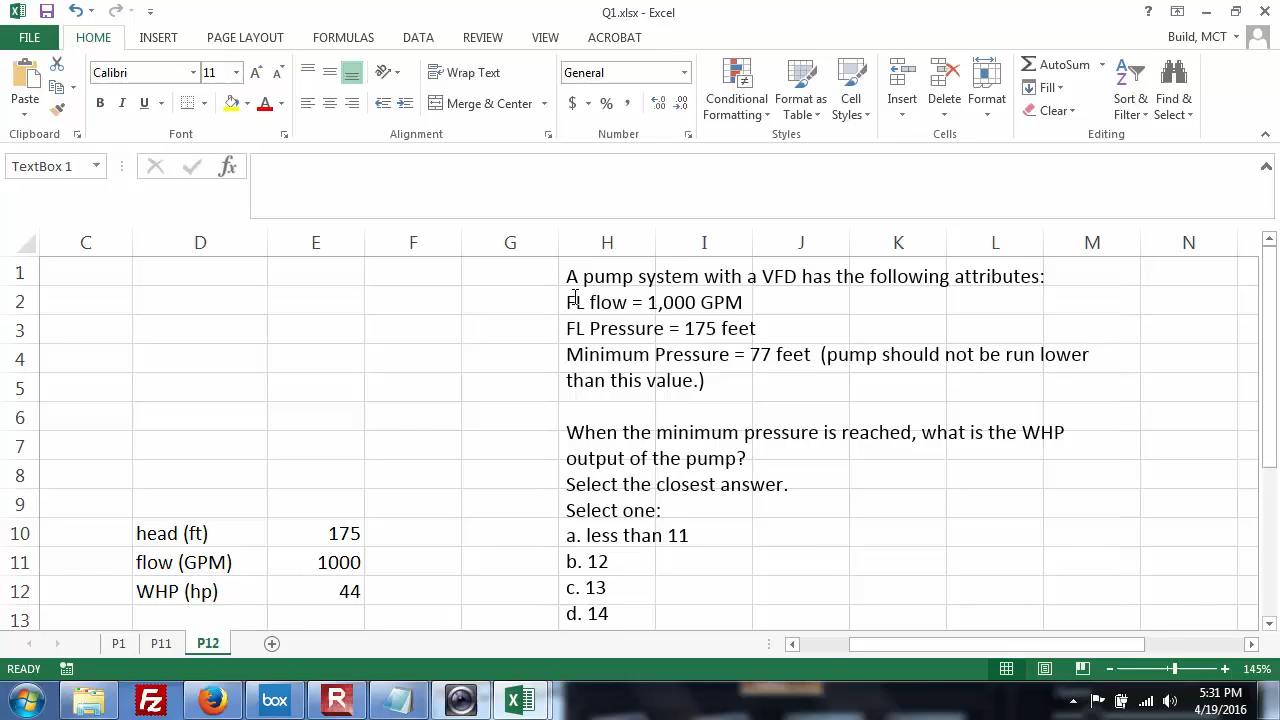 Q1.xlsx - Excel
FILE
HOME
INSERT
PAGE LAYOUT
FORMULAS
DATA
REVIEW
VIEW
ACROBAT
Build, MCT
Paste
Calibri
11
Wrap Text
General
Conditional Formatting
Format as Table
Cell Styles
Insert
Delete
Format
AutoSum
Fill
Clear
Sort & Filter
Find & Select
B I U
Merge & Center
$ % ,
Clipboard
Font
Alignment
Number
Styles
Cells
Editing
TextBox 1
fx
C D E F G H I J K L M N
1
2
3
4
5
6
7
8
9
10
11
12
13
head (ft) 175
flow (GPM) 1000
WHP (hp) 44
A pump system with a VFD has the following attributes:
FL flow = 1,000 GPM
FL Pressure = 175 feet
Minimum Pressure = 77 feet (pump should not be run lower
than this value.)
When the minimum pressure is reached, what is the WHP
output of the pump?
Select the closest answer.
Select one:
a. less than 11
b. 12
c. 13
d. 14
P1
P11
P12
READY
145%
box
5:31 PM
4/19/2016